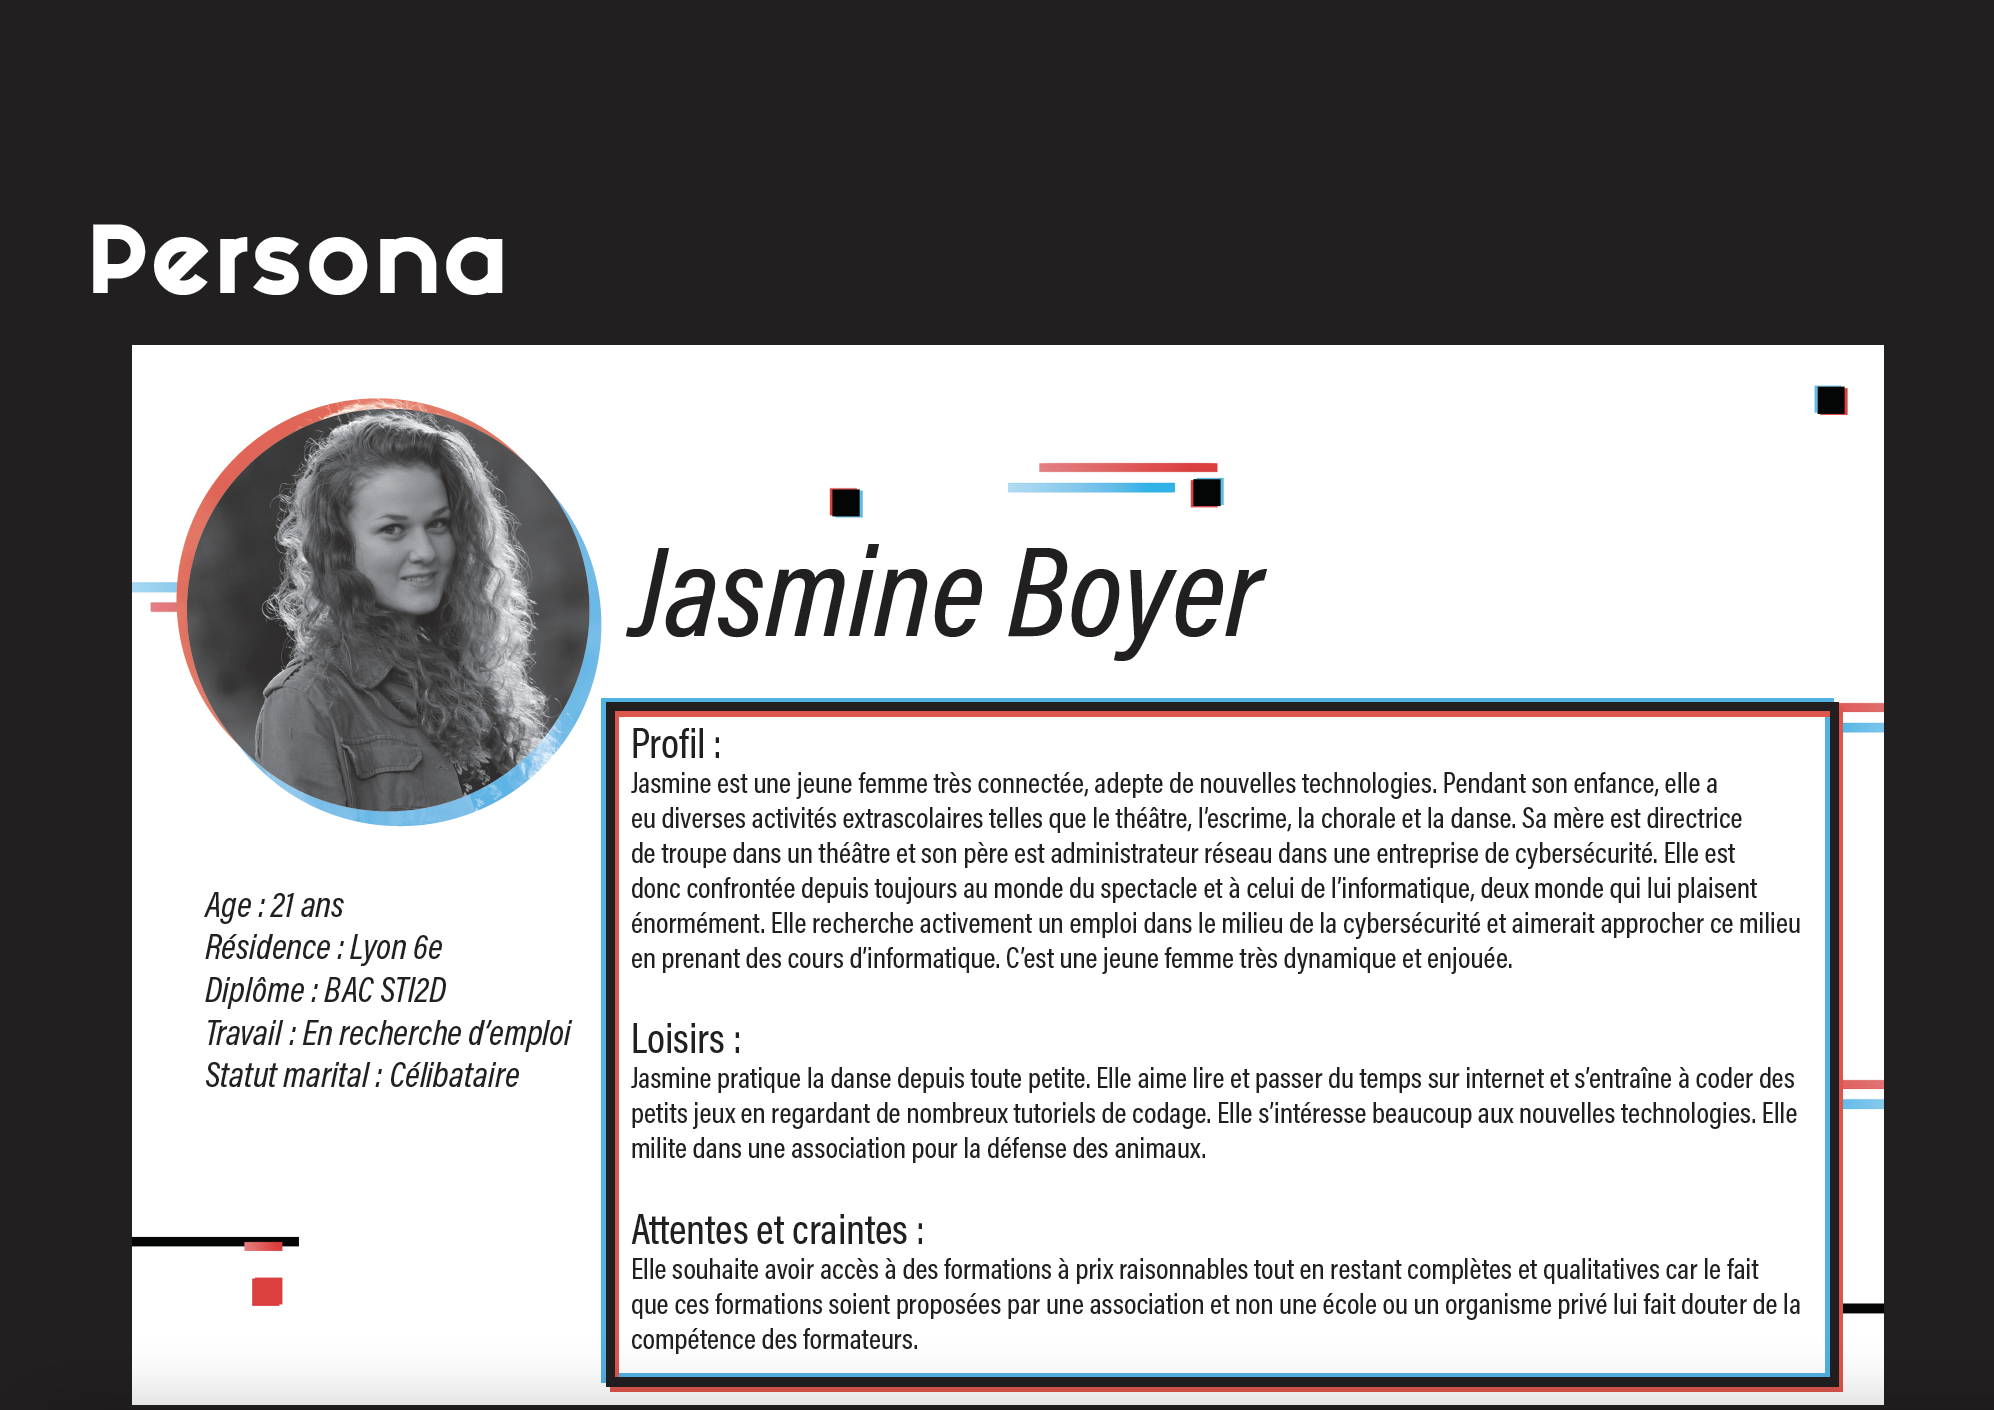 Persona
Jasmine Boyer
Age : 21 ans
Résidence : Lyon 6e
Diplôme : BAC STI2D
Travail : En recherche d’emploi
Statut marital : Célibataire
Profil :
Jasmine est une jeune femme très connectée, adepte de nouvelles technologies. Pendant son enfance, elle a
eu diverses activités extrascolaires telles que le théâtre, l’escrime, la chorale et la danse. Sa mère est directrice
de troupe dans un théâtre et son père est administrateur réseau dans une entreprise de cybersécurité. Elle est
donc confrontée depuis toujours au monde du spectacle et à celui de l’informatique, deux monde qui lui plaisent
énormément. Elle recherche activement un emploi dans le milieu de la cybersécurité et aimerait approcher ce milieu
en prenant des cours d’informatique. C’est une jeune femme très dynamique et enjouée.
Loisirs :
Jasmine pratique la danse depuis toute petite. Elle aime lire et passer du temps sur internet et s’entraîne à coder des
petits jeux en regardant de nombreux tutoriels de codage. Elle s’intéresse beaucoup aux nouvelles technologies. Elle
milite dans une association pour la défense des animaux.
Attentes et craintes :
Elle souhaite avoir accès à des formations à prix raisonnables tout en restant complètes et qualitatives car le fait
que ces formations soient proposées par une association et non une école ou un organisme privé lui fait douter de la
compétence des formateurs.